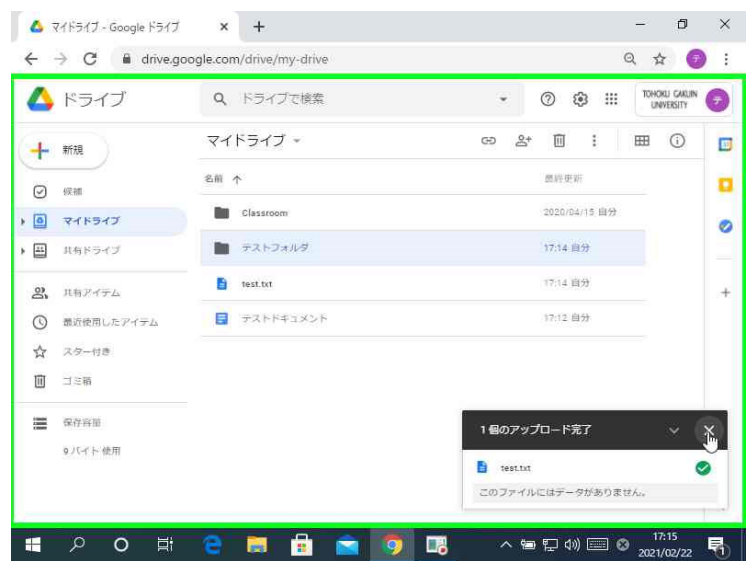 マイドライブ - Google ドライブ
drive.google.com/drive/my-drive
テ
ドライブ
ドライブで検索
TOHOKU GAKUIN
UNIVERSITY
テ
新規
マイドライブ
名前
最終更新
候補
Classroom
2020/04/15 自分
マイドライブ
テストフォルダ
17:14 自分
共有ドライブ
test.txt
17:14 自分
共有アイテム
テストドキュメント
17:12 自分
最近使用したアイテム
スター付き
ゴミ箱
保存容量
9 バイト 使用
1 個のアップロード完了
test.txt
このファイルにはデータがありません。
17:15
2021/02/22
1